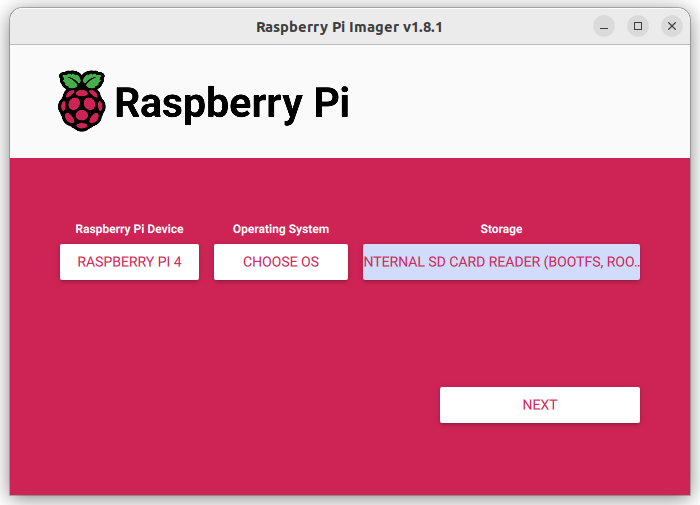 Raspberry Pi Imager v1.8.1
Raspberry Pi
Raspberry Pi Device Operating System Storage
RASPBERRY PI 4 CHOOSE OS NTERNAL SD CARD READER (BOOTFS, ROO..
NEXT